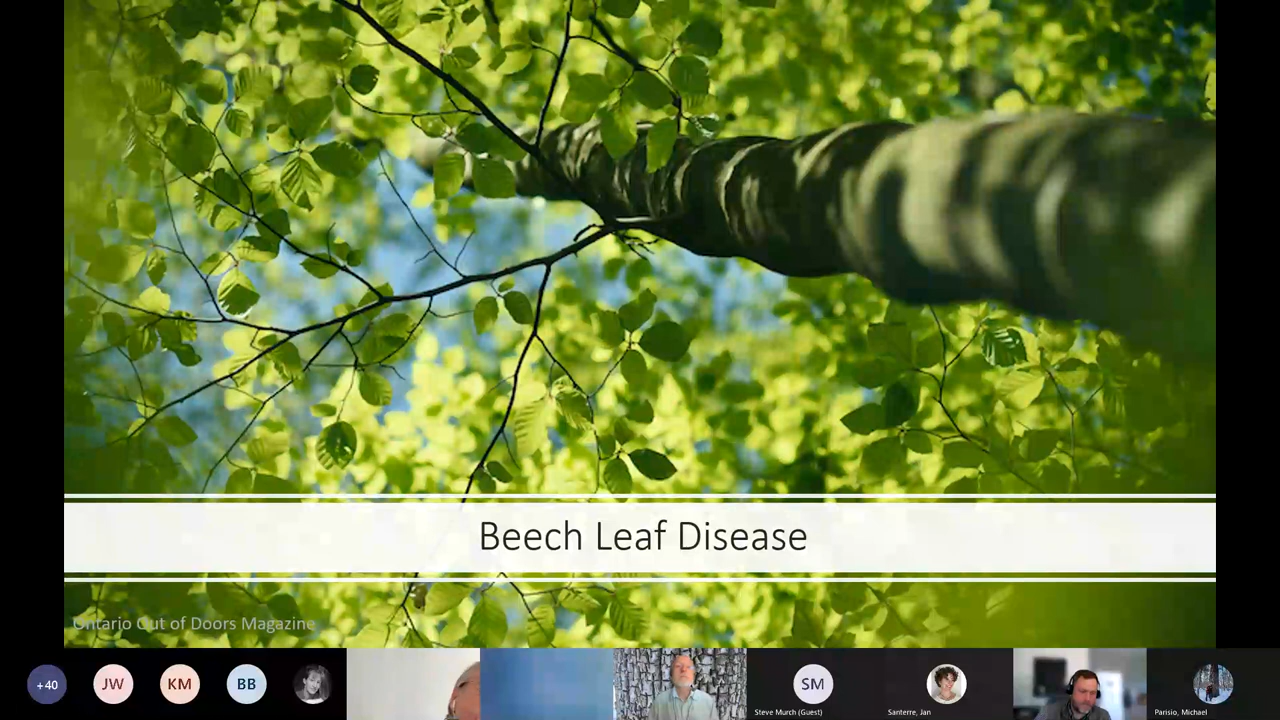 Beech Leaf Disease
Ontario Out of Doors Magazine
+40
JW
KM
BB
SM
Steve Murch (Guest)
Santerre, Jan
Parisio, Michael